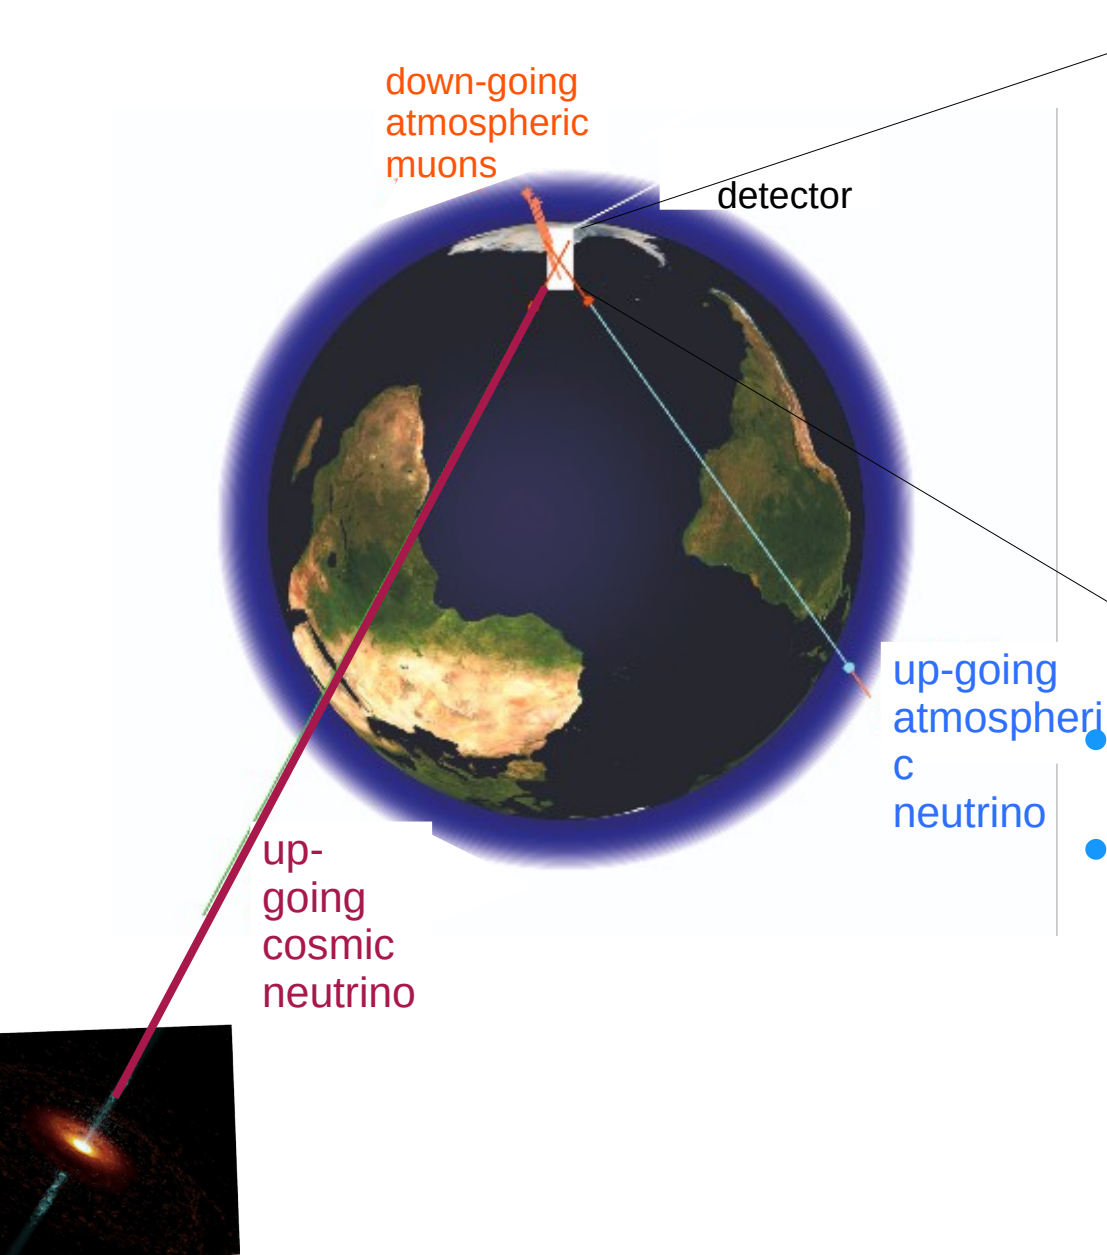 down-going
atmospheric
muons
detector
up-going
atmospheri
c
neutrino
up-
going
cosmic
neutrino